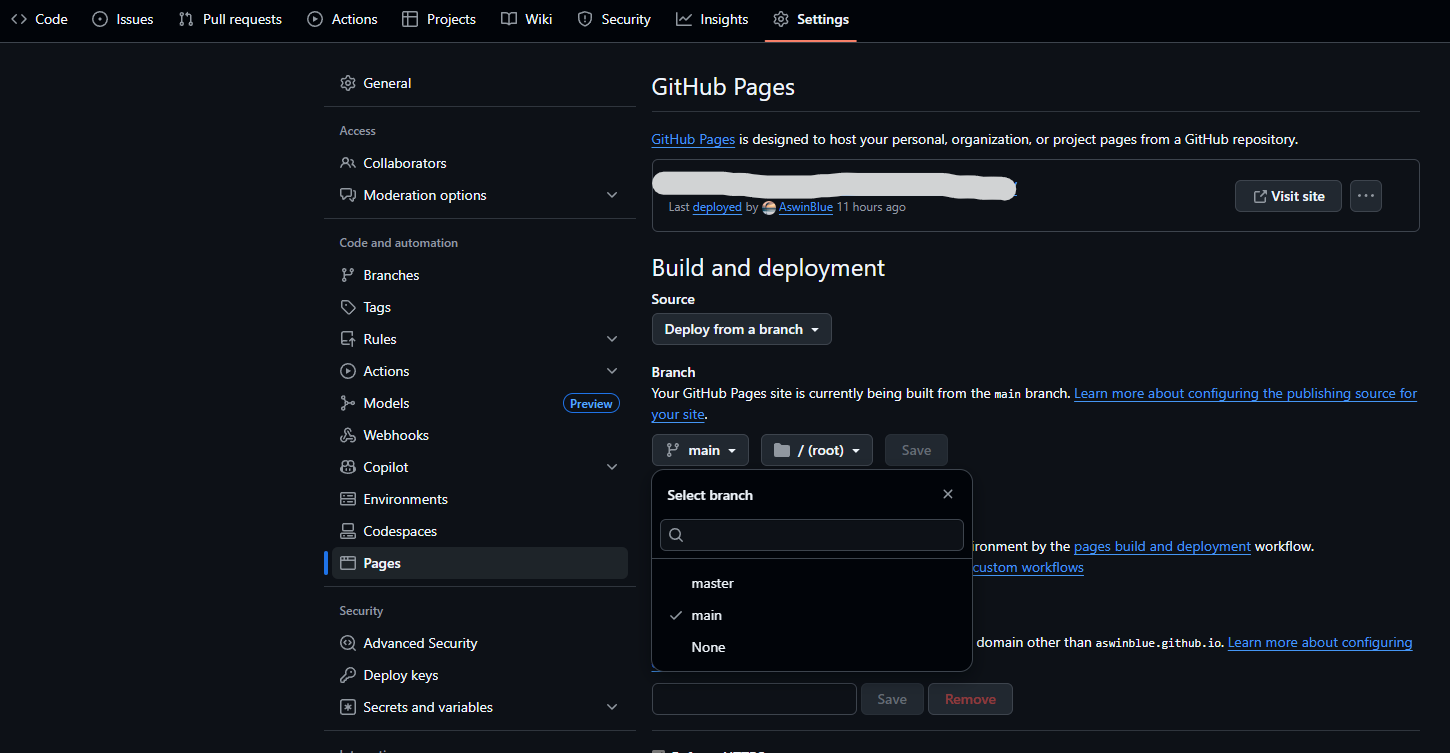 Code Issues Pull requests Actions Projects Wiki Security Insights Settings
General
Access
Collaborators
Moderation options
Code and automation
Branches
Tags
Rules
Actions
Models Preview
Webhooks
Copilot
Environments
Codespaces
Pages
Security
Advanced Security
Deploy keys
Secrets and variables
GitHub Pages
GitHub Pages is designed to host your personal, organization, or project pages from a GitHub repository.
Last deployed by AswinBlue 11 hours ago
Visit site
Build and deployment
Source
Deploy from a branch
Branch
Your GitHub Pages site is currently being built from the main branch. Learn more about configuring the publishing source for
your site.
main / (root) Save
Select branch
master
main
None
ironment by the pages build and deployment workflow.
custom workflows
domain other than aswinblue.github.io. Learn more about configuring
Save Remove